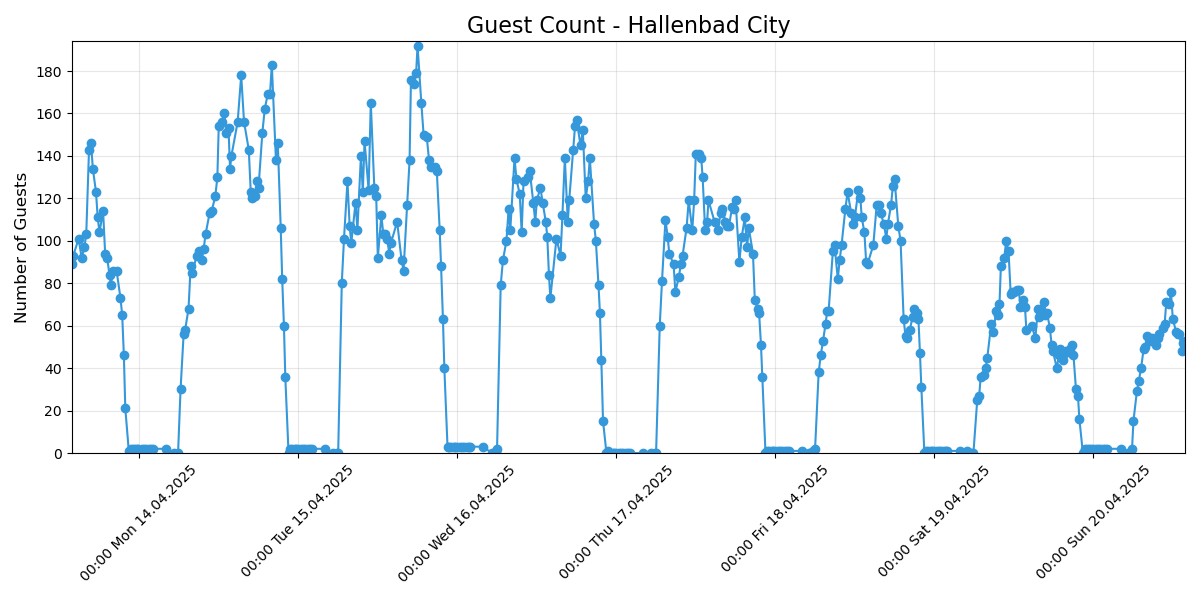 Guest Count - Hallenbad City
Number of Guests
180
160
140
120
100
80
60
40
20
0
00:00 Mon 14.04.2025
00:00 Tue 15.04.2025
00:00 Wed 16.04.2025
00:00 Thu 17.04.2025
00:00 Fri 18.04.2025
00:00 Sat 19.04.2025
00:00 Sun 20.04.2025